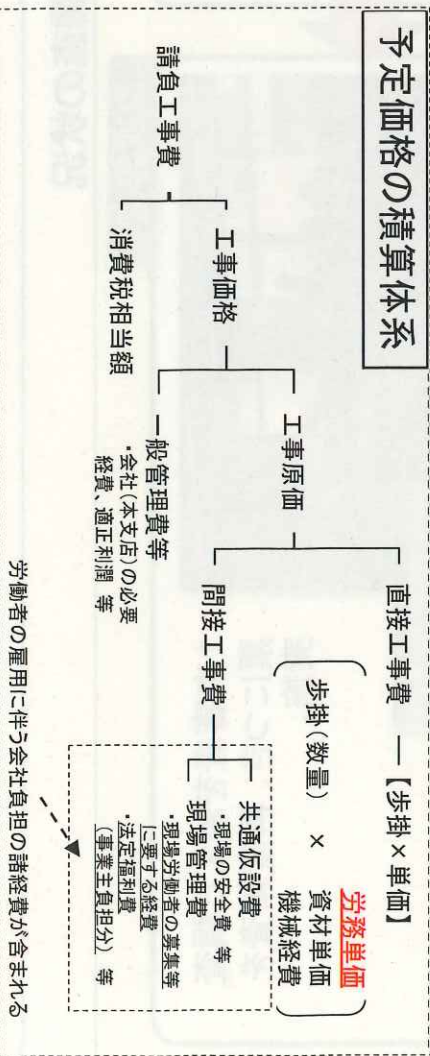 予定価格の積算体系
請負工事費
工事価格
消費税相当額
工事原価
一般管理費等
・会社(本支店)の必要
経費、適正利潤 等
直接工事費 ― 【歩掛×単価】
歩掛(数量) ×
労務単価
資材単価
機械経費
間接工事費
共通仮設費
・現場の安全費 等
現場管理費
・現場労働者の募集等
に要する経費
・法定福利費
(事業主負担分) 等
労働者の雇用に伴う会社負担の諸経費が含まれる